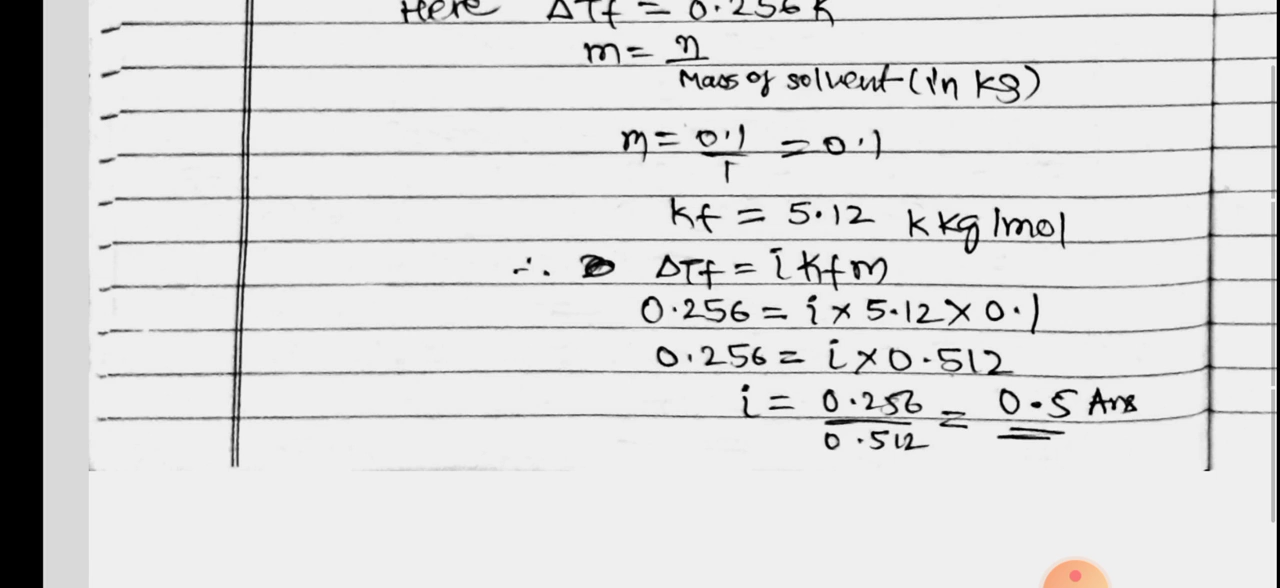 Here ΔTf = 0.256 K
m = n
Mass of solvent (in kg)
m = 0.1 = 0.1
1
kf = 5.12 k kg/mol
∴ ΔTf = i Kf m
0.256 = i × 5.12 × 0.1
0.256 = i × 0.512
i = 0.256 = 0.5 Ans
0.512